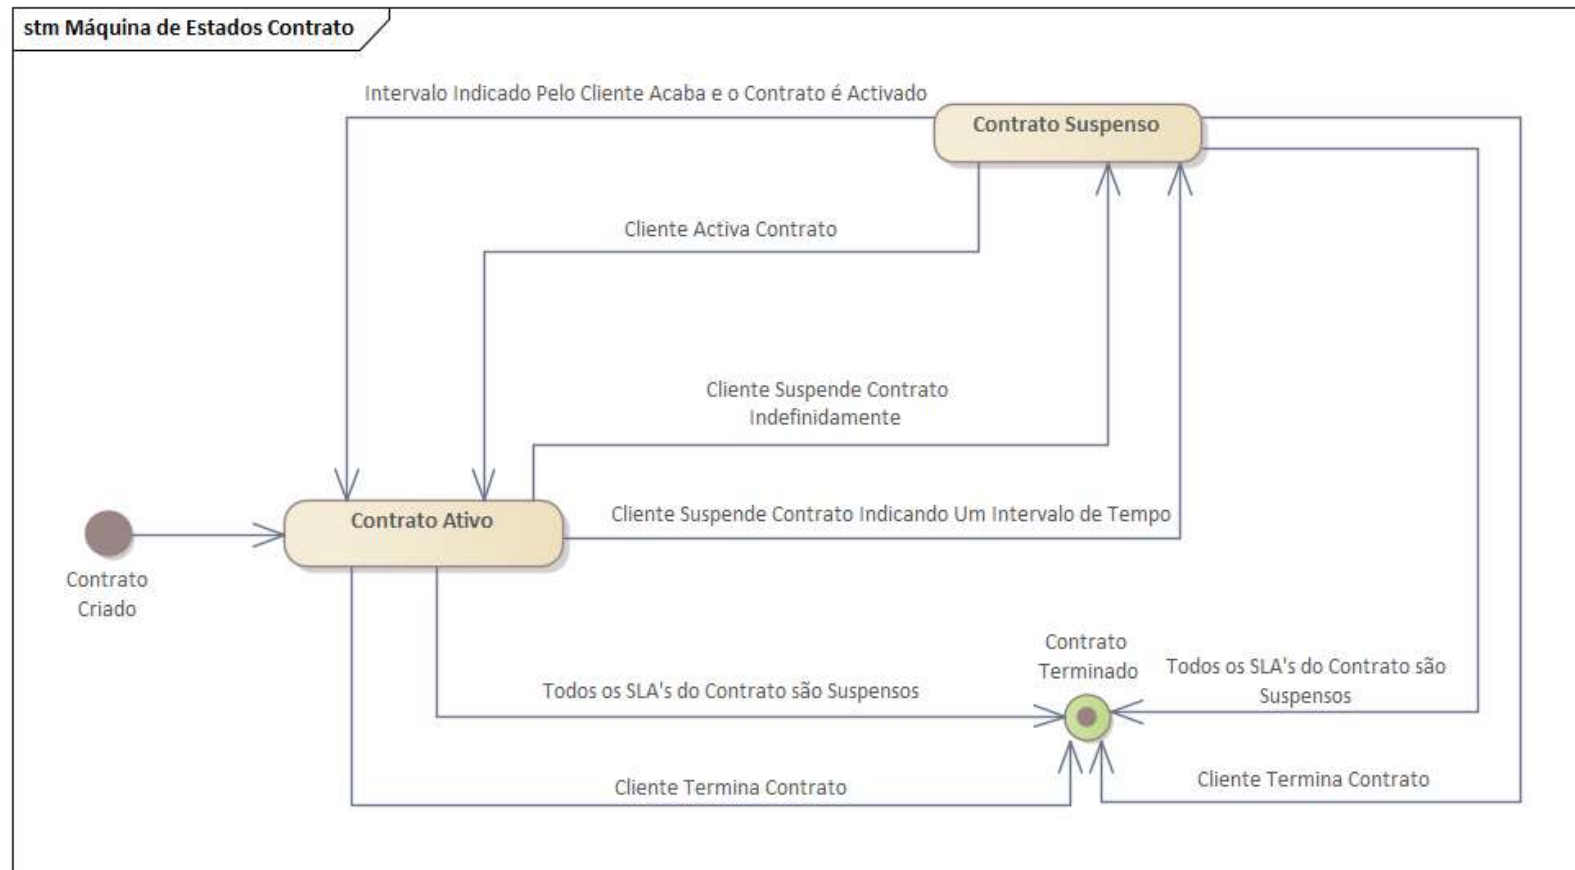 stm Máquina de Estados Contrato
Intervalo Indicado Pelo Cliente Acaba e o Contrato é Activado
Contrato Suspenso
Cliente Activa Contrato
Cliente Suspende Contrato
Indefinidamente
Contrato Ativo
Cliente Suspende Contrato Indicando Um Intervalo de Tempo
Contrato
Criado
Contrato
Terminado
Todos os SLA's do Contrato são
Suspensos
Todos os SLA's do Contrato são Suspensos
Cliente Termina Contrato
Cliente Termina Contrato